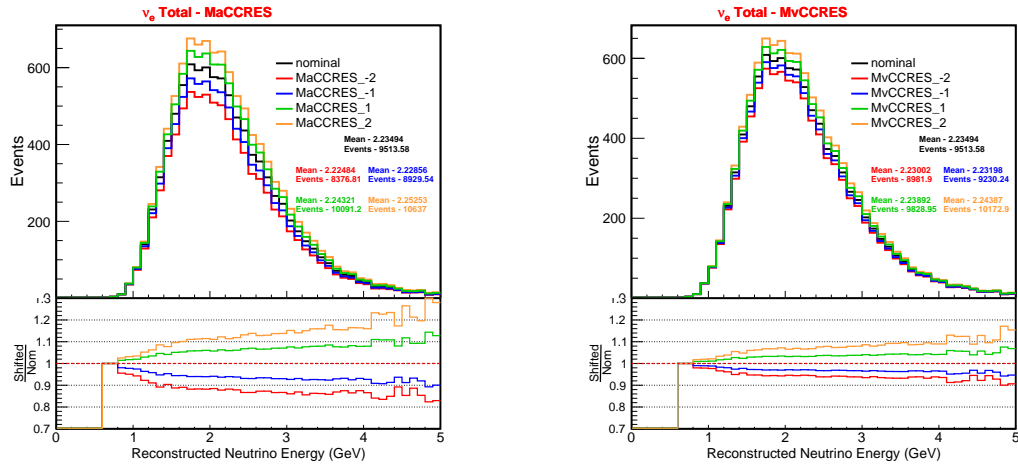 νe Total - MaCCRES
600
400
200
Events
nominal
MaCCRES_-2
MaCCRES_-1
MaCCRES_1
MaCCRES_2
Mean - 2.23494
Events - 9513.58
Mean - 2.22484 Mean - 2.22856
Events - 8376.81 Events - 8929.54
Mean - 2.24321 Mean - 2.25253
Events - 10091.2 Events - 10637
1.3
1.2
1.1
1
0.9
0.8
0.7
Shifted
Nom
0 1 2 3 4 5
Reconstructed Neutrino Energy (GeV)
νe Total - MvCCRES
600
400
200
Events
nominal
MvCCRES_-2
MvCCRES_-1
MvCCRES_1
MvCCRES_2
Mean - 2.23494
Events - 9513.58
Mean - 2.23002 Mean - 2.23198
Events - 8981.9 Events - 9230.24
Mean - 2.23892 Mean - 2.24387
Events - 9828.95 Events - 10172.9
1.3
1.2
1.1
1
0.9
0.8
0.7
Shifted
Nom
0 1 2 3 4 5
Reconstructed Neutrino Energy (GeV)